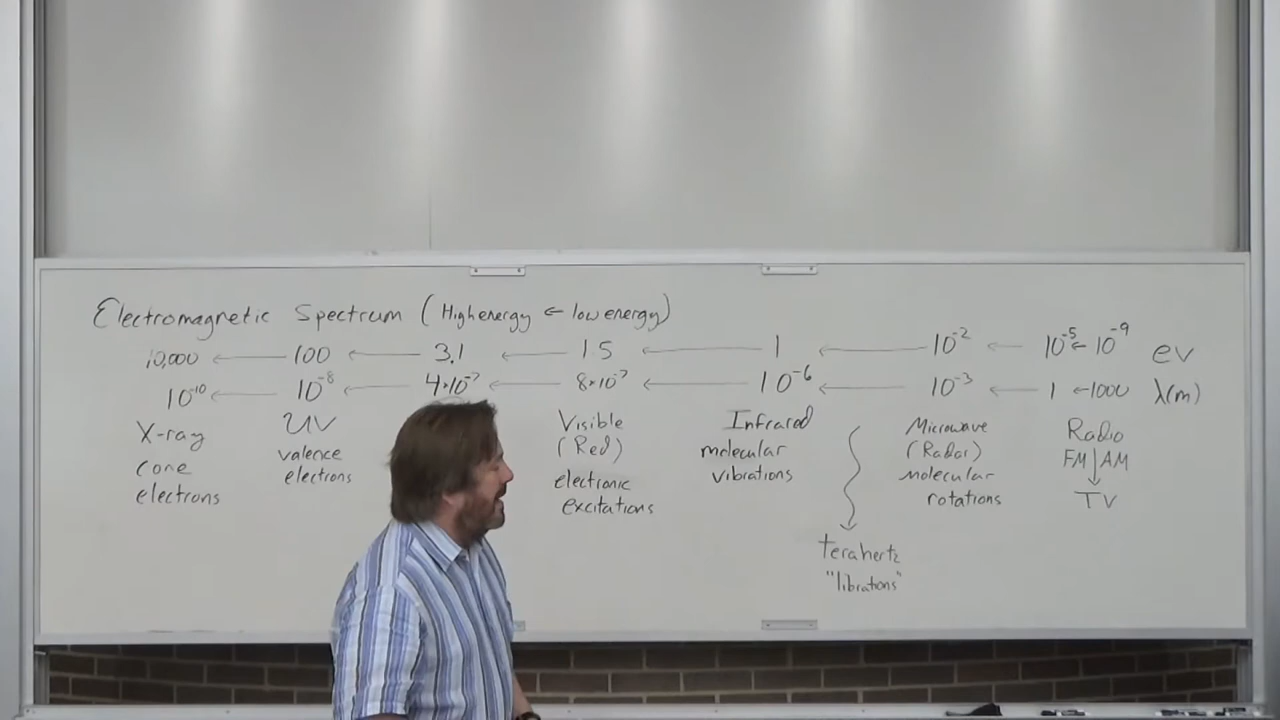 Electromagnetic Spectrum (High energy ← low energy)
10,000 ← 100 ← 3.1 ← 1.5 ← 1 ← 10⁻² ← 10⁻⁵ ← 10⁻⁹ ev
10⁻¹⁰ ← 10⁻⁸ ← 4×10⁻⁷ ← 8×10⁻⁷ ← 10⁻⁶ ← 10⁻³ ← 1 ← 1000 λ(m)
X-ray
core
electrons
UV
valence
electrons
Visible
(Red)
electronic
excitations
Infrared
molecular
vibrations
terahertz
"librations"
Microwave
(Radar)
molecular
rotations
Radio
FM↓AM
TV